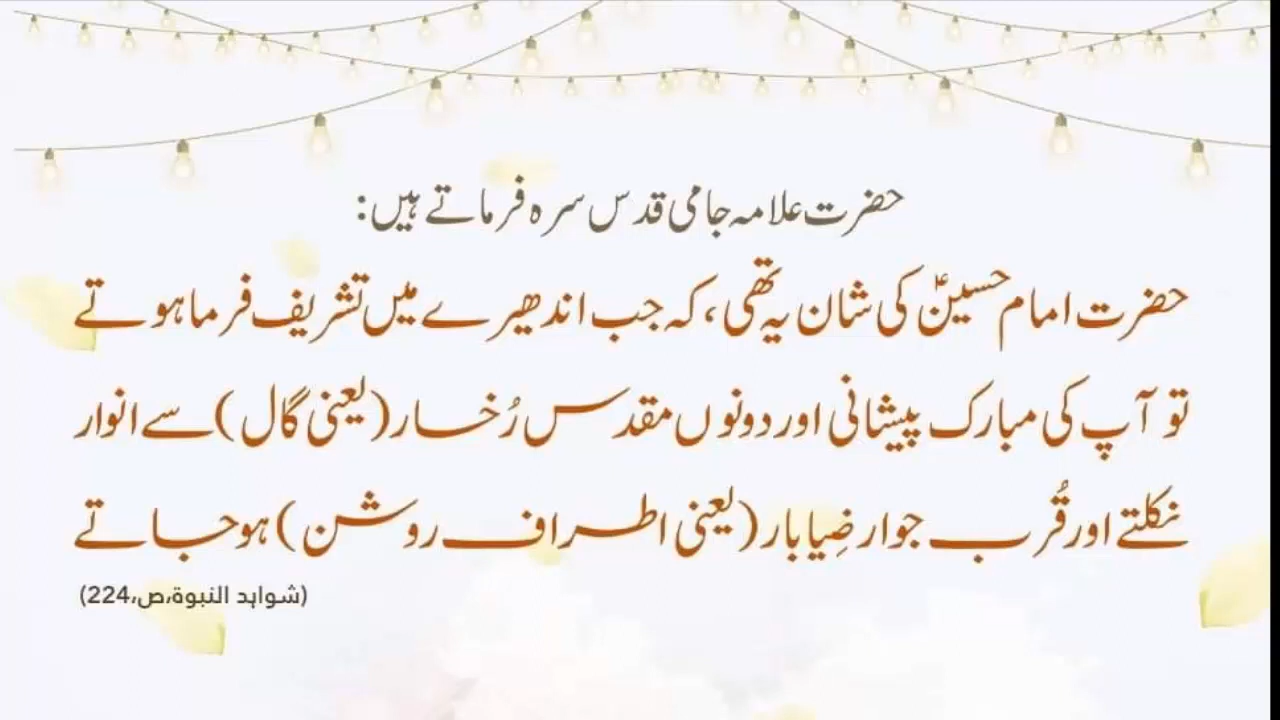 حضرت علامہ جامی قدس سرہ فرماتے ہیں:
حضرت امام حسینؑ کی شان یہ تھی، کہ جب اندھیرے میں تشریف فرما ہوتے
تو آپ کی مبارک پیشانی اور دونوں مقدس رُخسار (یعنی گال) سے انوار
نکلتے اور قُرب جوار ضِیابار (یعنی اطراف روشن) ہوجاتے
(شواہد النبوۃ،ص،224)